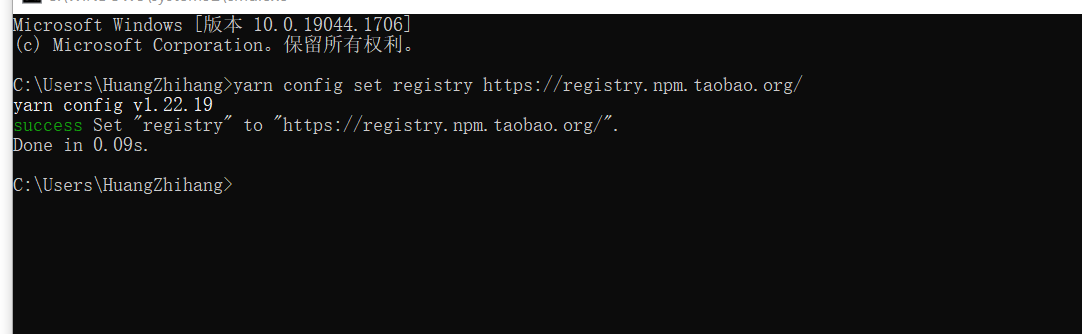 Microsoft Windows [版本 10.0.19044.1706]
(c) Microsoft Corporation。保留所有权利。
C:\Users\HuangZhihang>yarn config set registry https://registry.npm.taobao.org/
yarn config v1.22.19
success Set "registry" to "https://registry.npm.taobao.org/".
Done in 0.09s.
C:\Users\HuangZhihang>